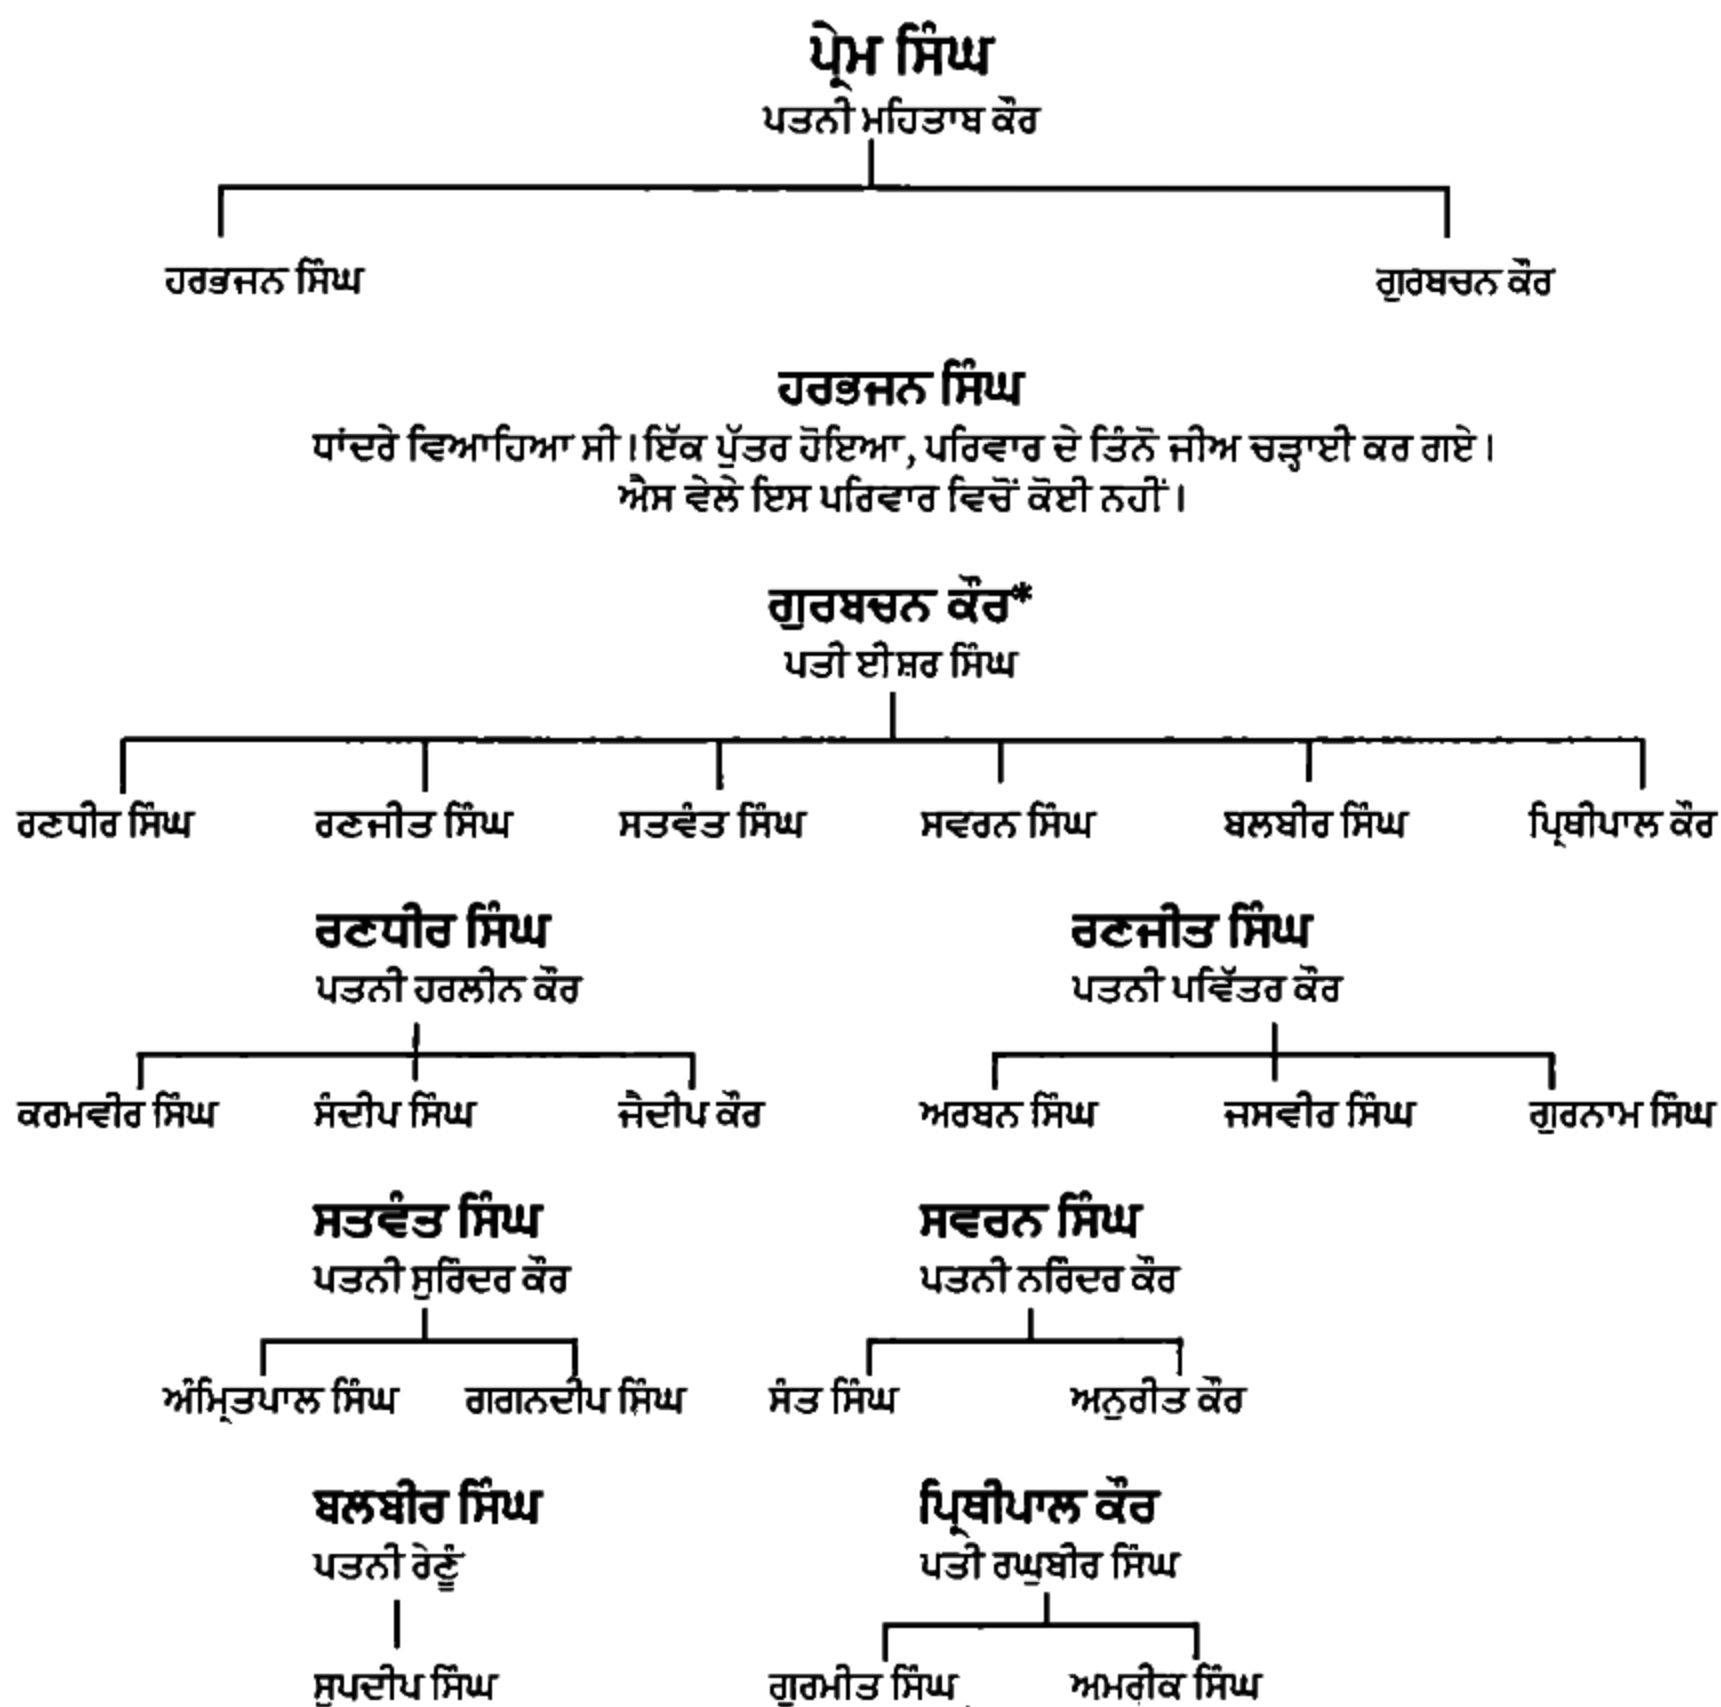 ਪ੍ਰੇਮ ਸਿੰਘ
ਪਤਨੀ ਮਹਿਤਾਬ ਕੌਰ
ਹਰਭਜਨ ਸਿੰਘ ਗੁਰਬਚਨ ਕੌਰ
ਹਰਭਜਨ ਸਿੰਘ
ਧਾਂਦਰੇ ਵਿਆਹਿਆ ਸੀ। ਇੱਕ ਪੁੱਤਰ ਹੋਇਆ, ਪਰਿਵਾਰ ਦੇ ਤਿੰਨੋ ਜੀਅ ਚੜ੍ਹਾਈ ਕਰ ਗਏ।
ਐਸ ਵੇਲੇ ਇਸ ਪਰਿਵਾਰ ਵਿਚੋਂ ਕੋਈ ਨਹੀਂ।
ਗੁਰਬਚਨ ਕੌਰ*
ਪਤੀ ਈਸ਼ਰ ਸਿੰਘ
ਰਣਧੀਰ ਸਿੰਘ ਰਣਜੀਤ ਸਿੰਘ ਸਤਵੰਤ ਸਿੰਘ ਸਵਰਨ ਸਿੰਘ ਬਲਬੀਰ ਸਿੰਘ ਪ੍ਰਿਥੀਪਾਲ ਕੌਰ
ਰਣਧੀਰ ਸਿੰਘ ਰਣਜੀਤ ਸਿੰਘ
ਪਤਨੀ ਹਰਲੀਨ ਕੌਰ ਪਤਨੀ ਪਵਿੱਤਰ ਕੌਰ
ਕਰਮਵੀਰ ਸਿੰਘ ਸੰਦੀਪ ਸਿੰਘ ਜੈਦੀਪ ਕੌਰ ਅਰਬਨ ਸਿੰਘ ਜਸਵੀਰ ਸਿੰਘ ਗੁਰਨਾਮ ਸਿੰਘ
ਸਤਵੰਤ ਸਿੰਘ ਸਵਰਨ ਸਿੰਘ
ਪਤਨੀ ਸੁਰਿੰਦਰ ਕੌਰ ਪਤਨੀ ਨਰਿੰਦਰ ਕੌਰ
ਅੰਮ੍ਰਿਤਪਾਲ ਸਿੰਘ ਗਗਨਦੀਪ ਸਿੰਘ ਸੰਤ ਸਿੰਘ ਅਨੁਰੀਤ ਕੌਰ
ਬਲਬੀਰ ਸਿੰਘ ਪ੍ਰਿਥੀਪਾਲ ਕੌਰ
ਪਤਨੀ ਰੇਣੂੰ ਪਤੀ ਰਘੁਬੀਰ ਸਿੰਘ
ਸੁਪਦੀਪ ਸਿੰਘ ਗੁਰਮੀਤ ਸਿੰਘ ਅਮਰੀਕ ਸਿੰਘ